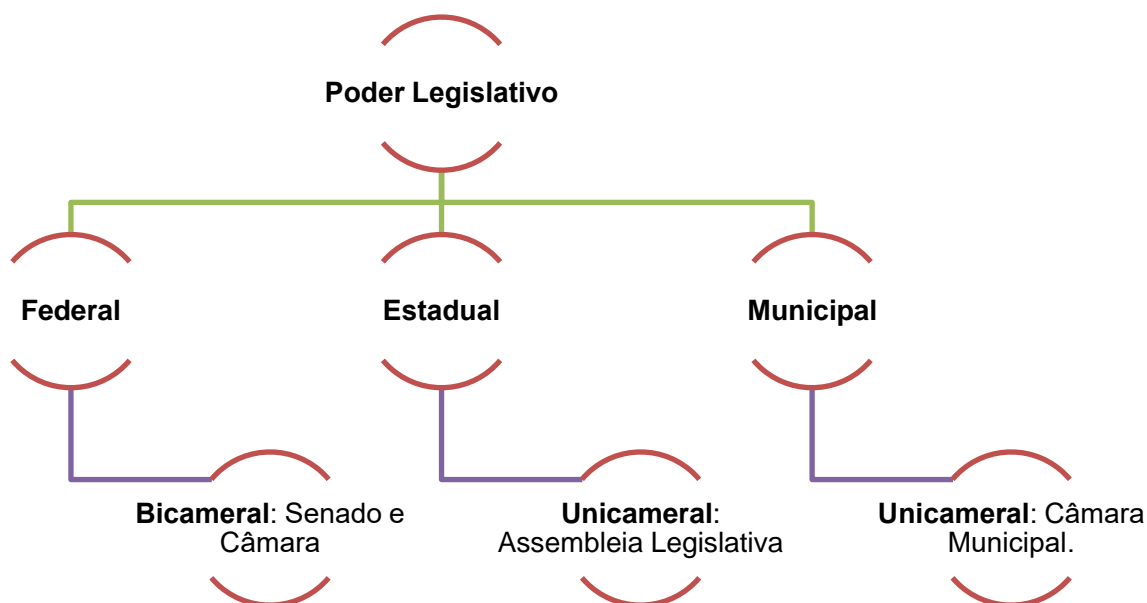 Poder Legislativo
Federal
Estadual
Municipal
Bicameral: Senado e
Câmara
Unicameral:
Assembleia Legislativa
Unicameral: Câmara
Municipal.